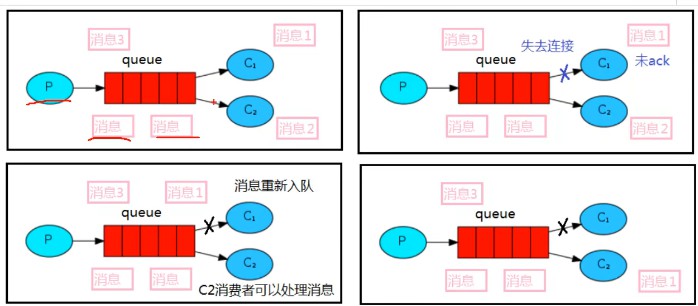 消息3
消息1
queue
P
C₁
C₂
消息
消息
消息2
消息3
消息1
失去连接
queue
C₁
未ack
P
C₂
消息
消息
消息2
消息3
消息1
消息重新入队
queue
C₁
P
C₂
消息
消息
C2消费者可以处理消息
消息3
queue
C₁
P
C₂
消息
消息
消息1